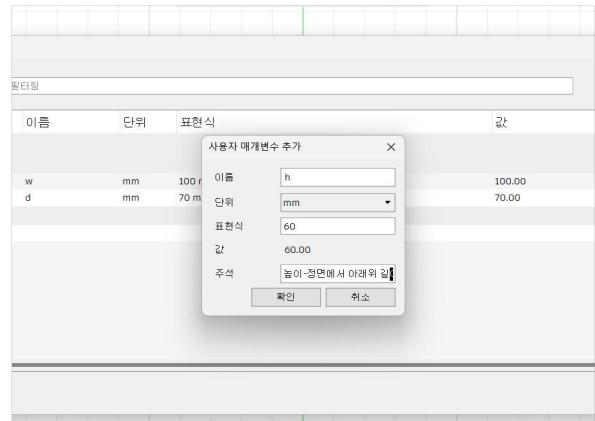 필터링
이름 단위 표현식 값
사용자 매개변수 추가
이름 h
w mm 100 100.00
단위 mm
d mm 70 70.00
표현식 60
값 60.00
주석 높이-정면에서 아래위 길
확인 취소